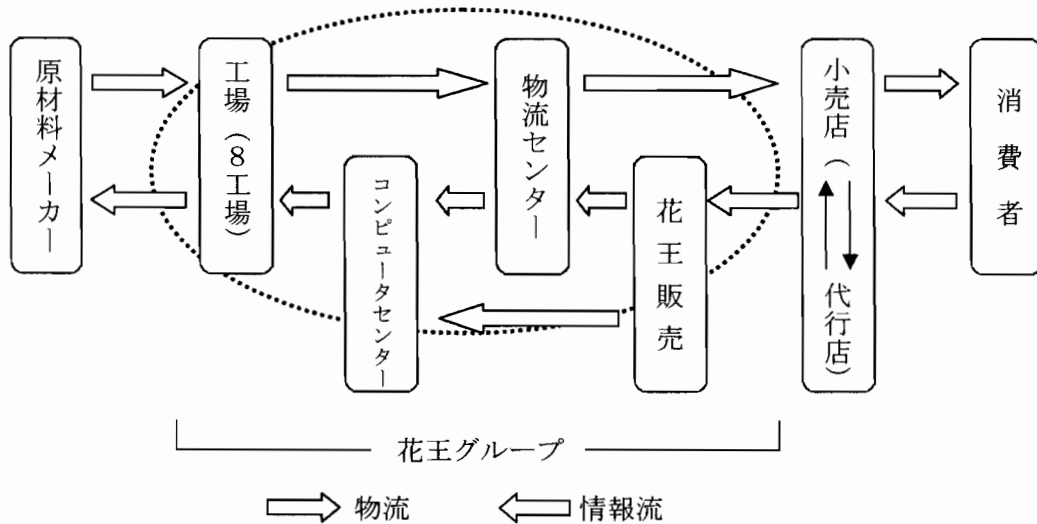 原材料メーカー
工場（8工場）
コンピュータセンター
物流センター
花王販売
小売店（代行店）
消費者
花王グループ
物流
情報流